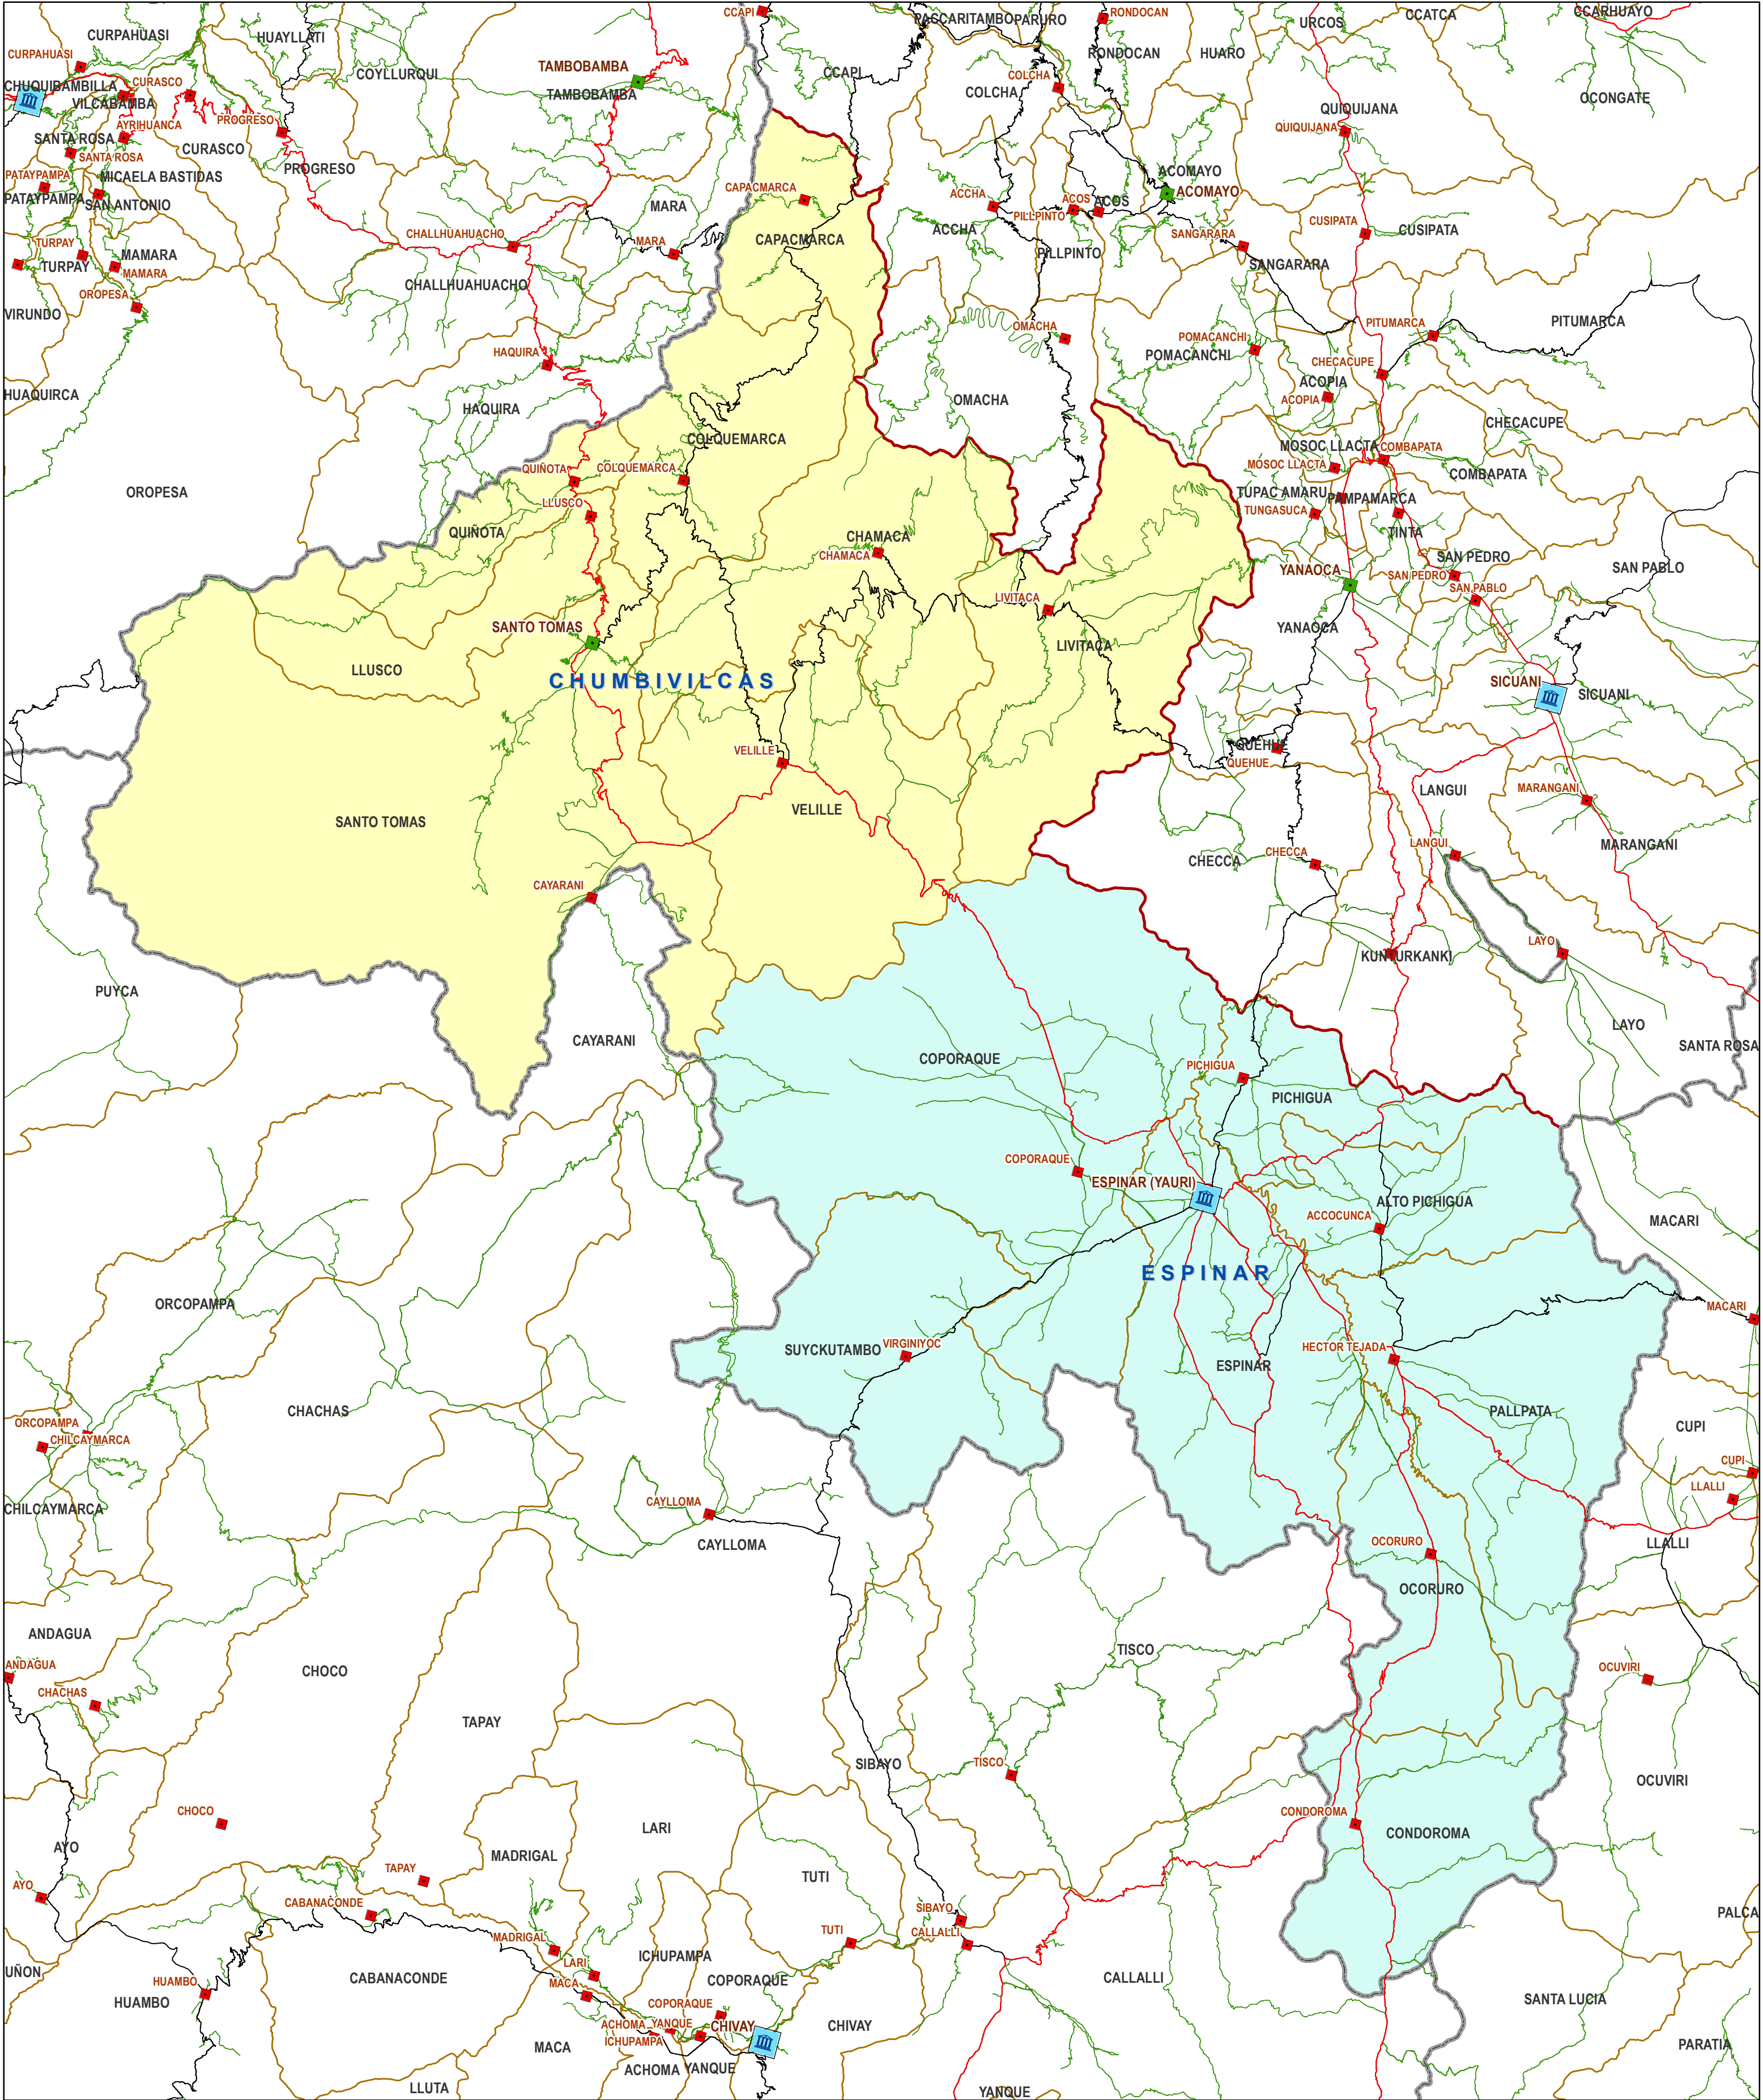 CCAPI
RONDOCAN
PACCARITAMBO
PARURO
URCOS
CCATCA
CCARHUAYO
CURPAHUASI
HUAYLLATI
CURPAHUASI
COYLLURQUI
TAMBOBAMBA
TAMBOBAMBA
CCAPI
COLCHA
COLCHA
RONDOCAN
HUARO
OCONGATE
CHUQUIBAMBILLA
CURASCO
VILCABAMBA
PROGRESO
AYRIHUANCA
SANTA ROSA
SANTA ROSA
CURASCO
PROGRESO
QUIQUIJANA
QUIQUIJANA
PATAYPAMPA
MICAELA BASTIDAS
PATAYPAMPA
SAN ANTONIO
CAPACMARCA
MARA
ACCHA
ACOS
ACOS
PILLPINTO
ACOMAYO
ACOMAYO
CUSIPATA
CUSIPATA
TURPAY
TURPAY
MAMARA
MAMARA
CHALLHUAHUACHO
MARA
CAPACMARCA
ACCHA
PILLPINTO
SANGARARA
SANGARARA
OROPESA
CHALLHUAHUACHO
VIRUNDO
HAQUIRA
OMACHA
POMACANCHI
POMACANCHI
PITUMARCA
PITUMARCA
CHECACUPE
ACOPIA
ACOPIA
HUAQUIRCA
HAQUIRA
OMACHA
CHECACUPE
COLQUEMARCA
MOSOC LLACTA
COMBAPATA
MOSOC LLACTA
COMBAPATA
OROPESA
QUIÑOTA
COLQUEMARCA
LLUSCO
QUIÑOTA
TUPAC AMARU
PAMPAMARCA
TUNGASUCA
TINTA
CHAMACA
CHAMACA
SAN PEDRO
SAN PEDRO
SAN PABLO
SAN PABLO
YANAOCA
LIVITACA
SANTO TOMAS
YANAOCA
LIVITACA
LLUSCO
CHUMBIVILCAS
SICUANI
SICUANI
VELILLE
QUEHUE
QUEHUE
LANGUI
MARANGANI
VELILLE
SANTO TOMAS
CHECCA
CHECCA
LANGUI
MARANGANI
CAYARANI
LAYO
KUNTURKANKI
PUYCA
LAYO
CAYARANI
COPORAQUE
SANTA ROSA
PICHIGUA
PICHIGUA
COPORAQUE
ESPINAR (YAURI)
ALTO PICHIGUA
ACCOCUNCA
MACARI
ESPINAR
ORCOPAMPA
MACARI
SUYCKUTAMBO
VIRGINIYOC
ESPINAR
HECTOR TEJADA
CHACHAS
PALLPATA
ORCOPAMPA
CHILCAYMARCA
CUPI
CUPI
LLALLI
CHILCAYMARCA
CAYLLOMA
CAYLLOMA
OCORURO
LLALLI
OCORURO
ANDAGUA
TISCO
ANDAGUA
CHOCO
OCUVIRI
CHACHAS
TAPAY
SIBAYO
TISCO
OCUVIRI
CHOCO
CONDOROMA
CONDOROMA
LARI
AYO
MADRIGAL
TAPAY
TUTI
AYO
CABANACONDE
SIBAYO
PALCA
MADRIGAL
TUTI
CALLALLI
ICHUPAMPA
UÑON
LARI
CABANACONDE
COPORAQUE
CALLALLI
HUAMBO
MACA
HUAMBO
COPORAQUE
SANTA LUCIA
ACHOMA
YANQUE
CHIVAY
CHIVAY
ICHUPAMPA
MACA
PARATIA
ACHOMA
YANQUE
LLUTA
YANQUE